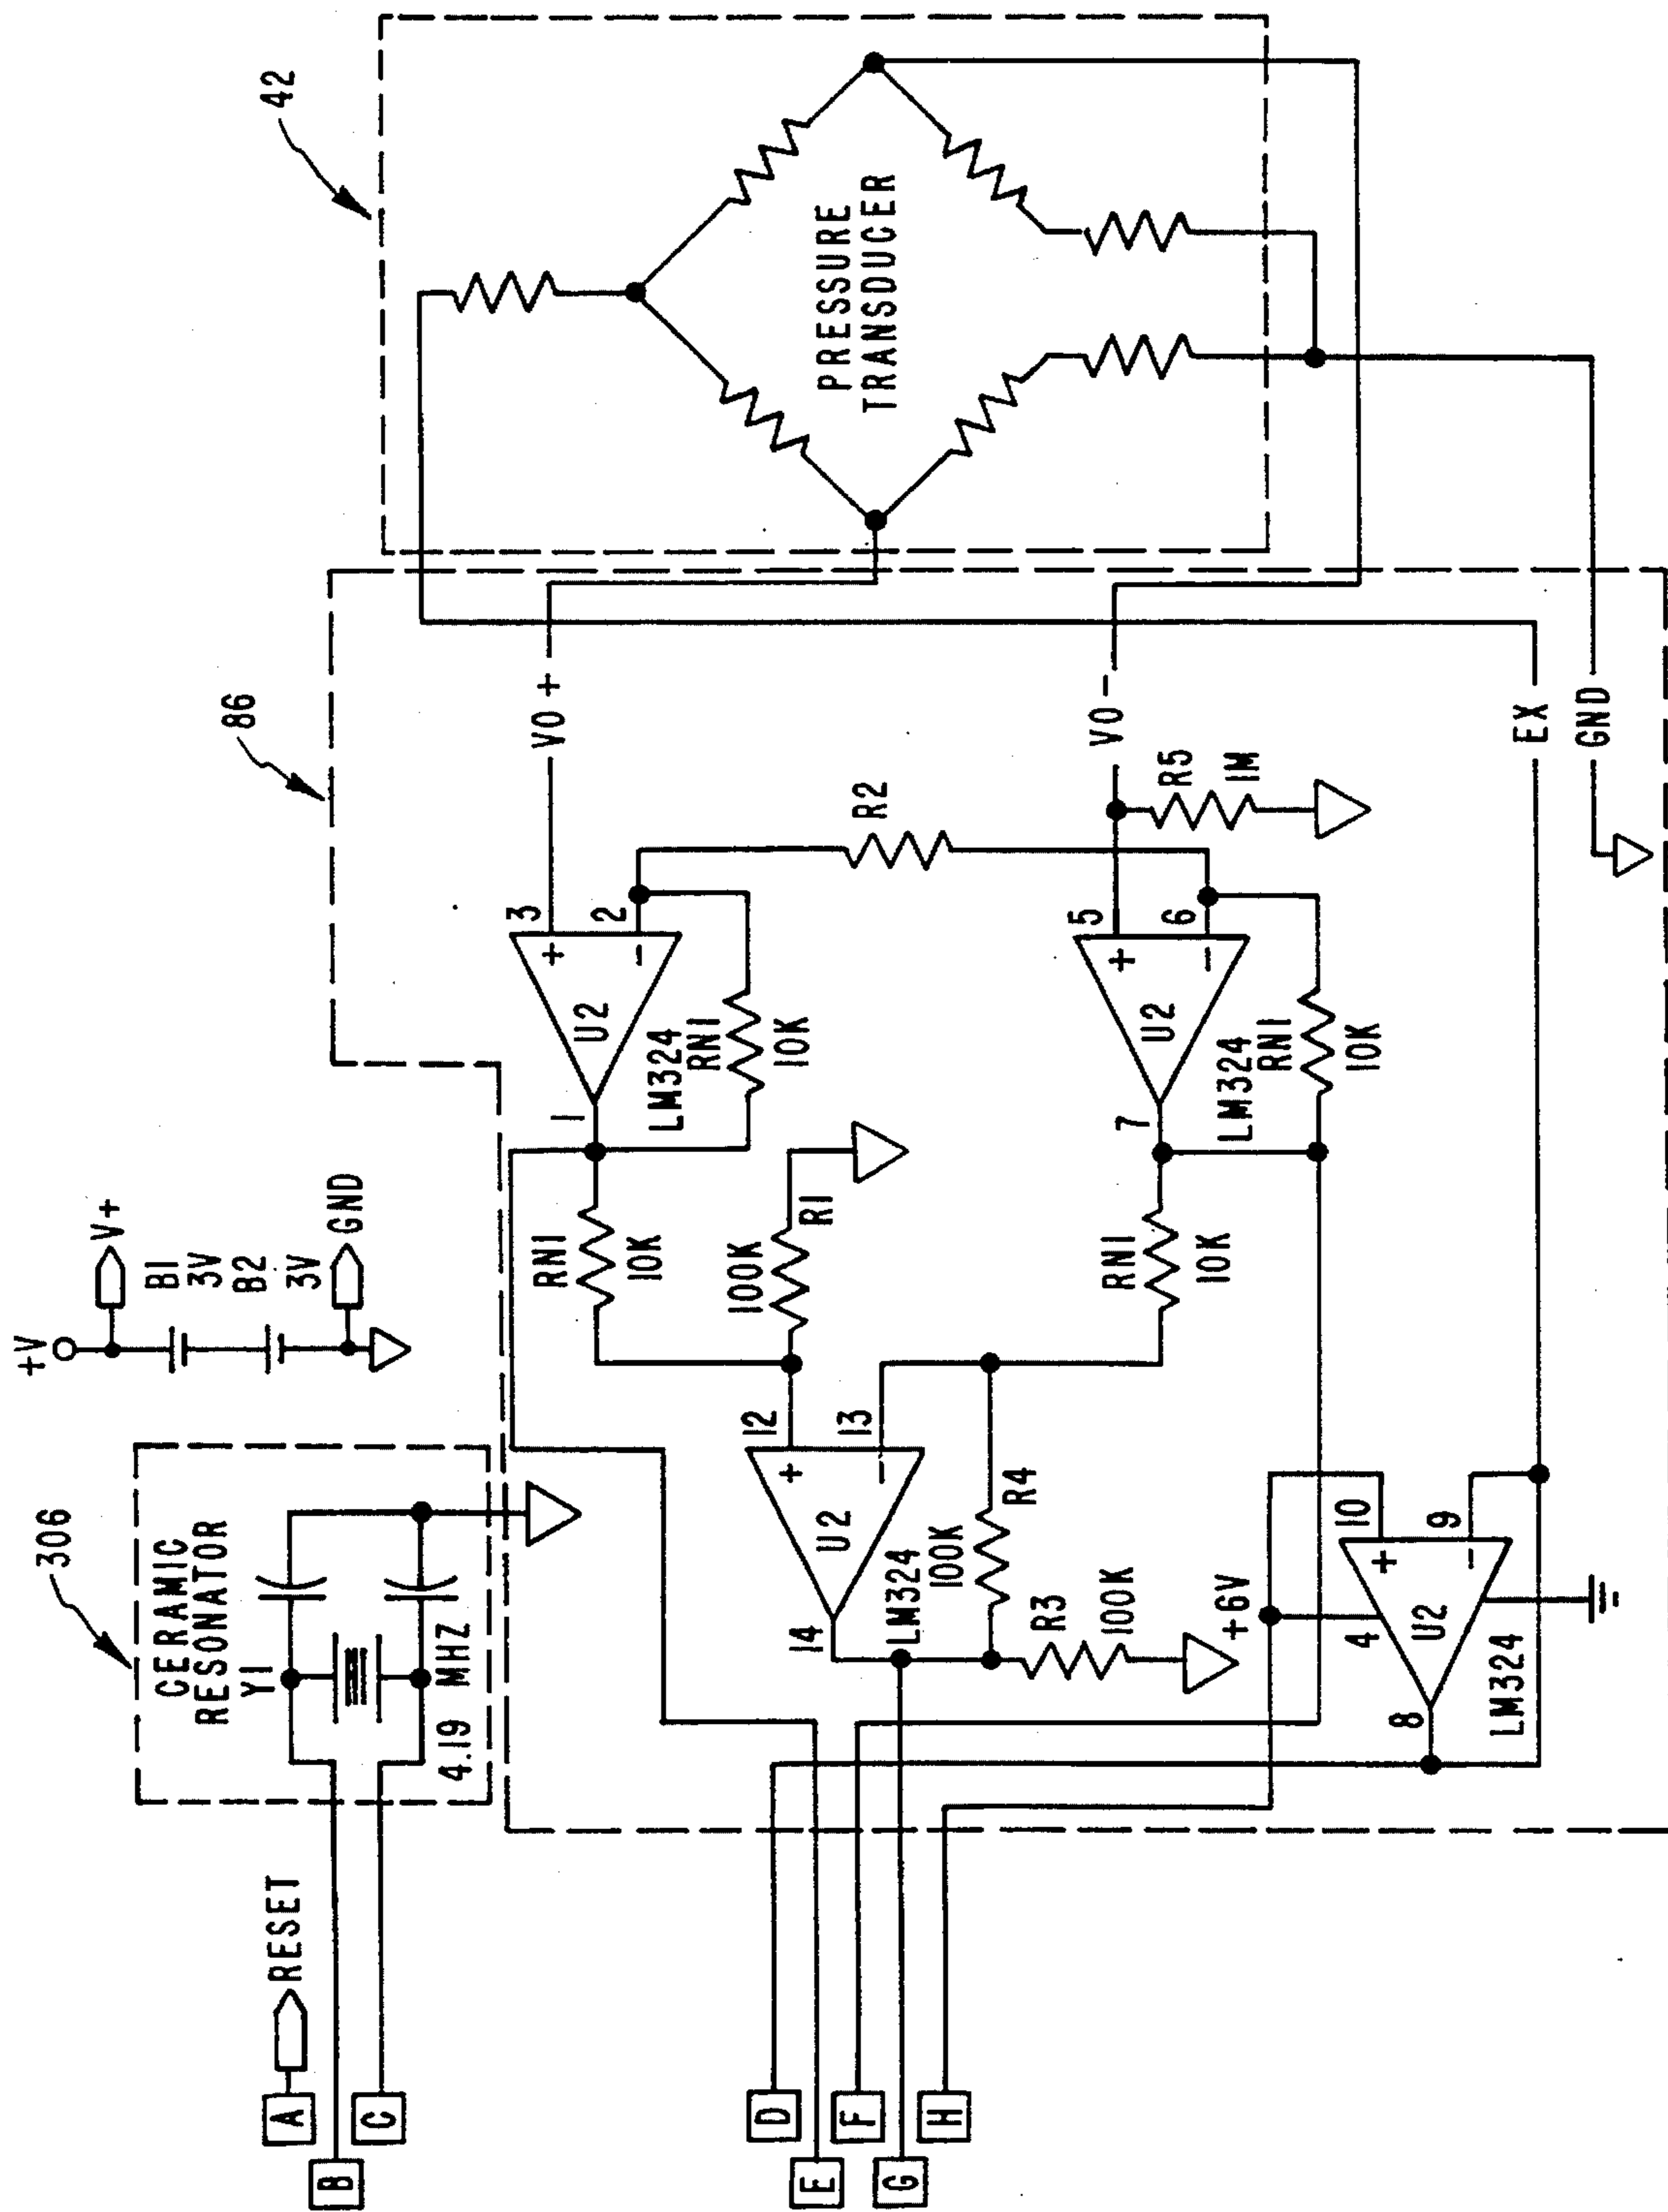 306
CERAMIC
RESONATOR
Y1
4.19 MHZ
+V
V+
B1
3V
B2
3V
GND
86
42
A
RESET
B
C
D
E
F
G
H
VO+
3
+
2
−
U2
1
LM324
RN1
10K
RN1
10K
100K
R1
12
+
13
−
U2
14
LM324
100K
R4
R3
100K
R2
VO−
R5
1M
5
+
6
−
U2
7
LM324
RN1
10K
RN1
10K
+6V
10
+
9
−
4
U2
8
LM324
EX
GND
PRESSURE
TRANSDUCER